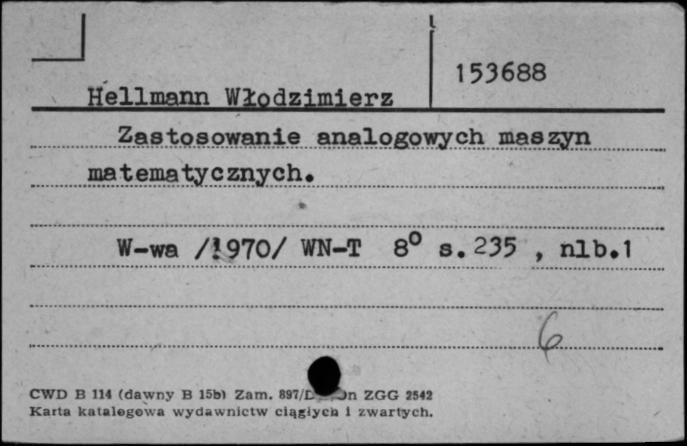 153688
Hellmann Włodzimierz
Zastosowanie analogowych maszyn
matematycznych.
W-wa /1970/ WN-T 8° s. 235 , nlb.1
6
CWD B 114 (dawny B 15b) Zam. 897/D ZGG 2542
Karta katalogowa wydawnictw ciągłych i zwartych.